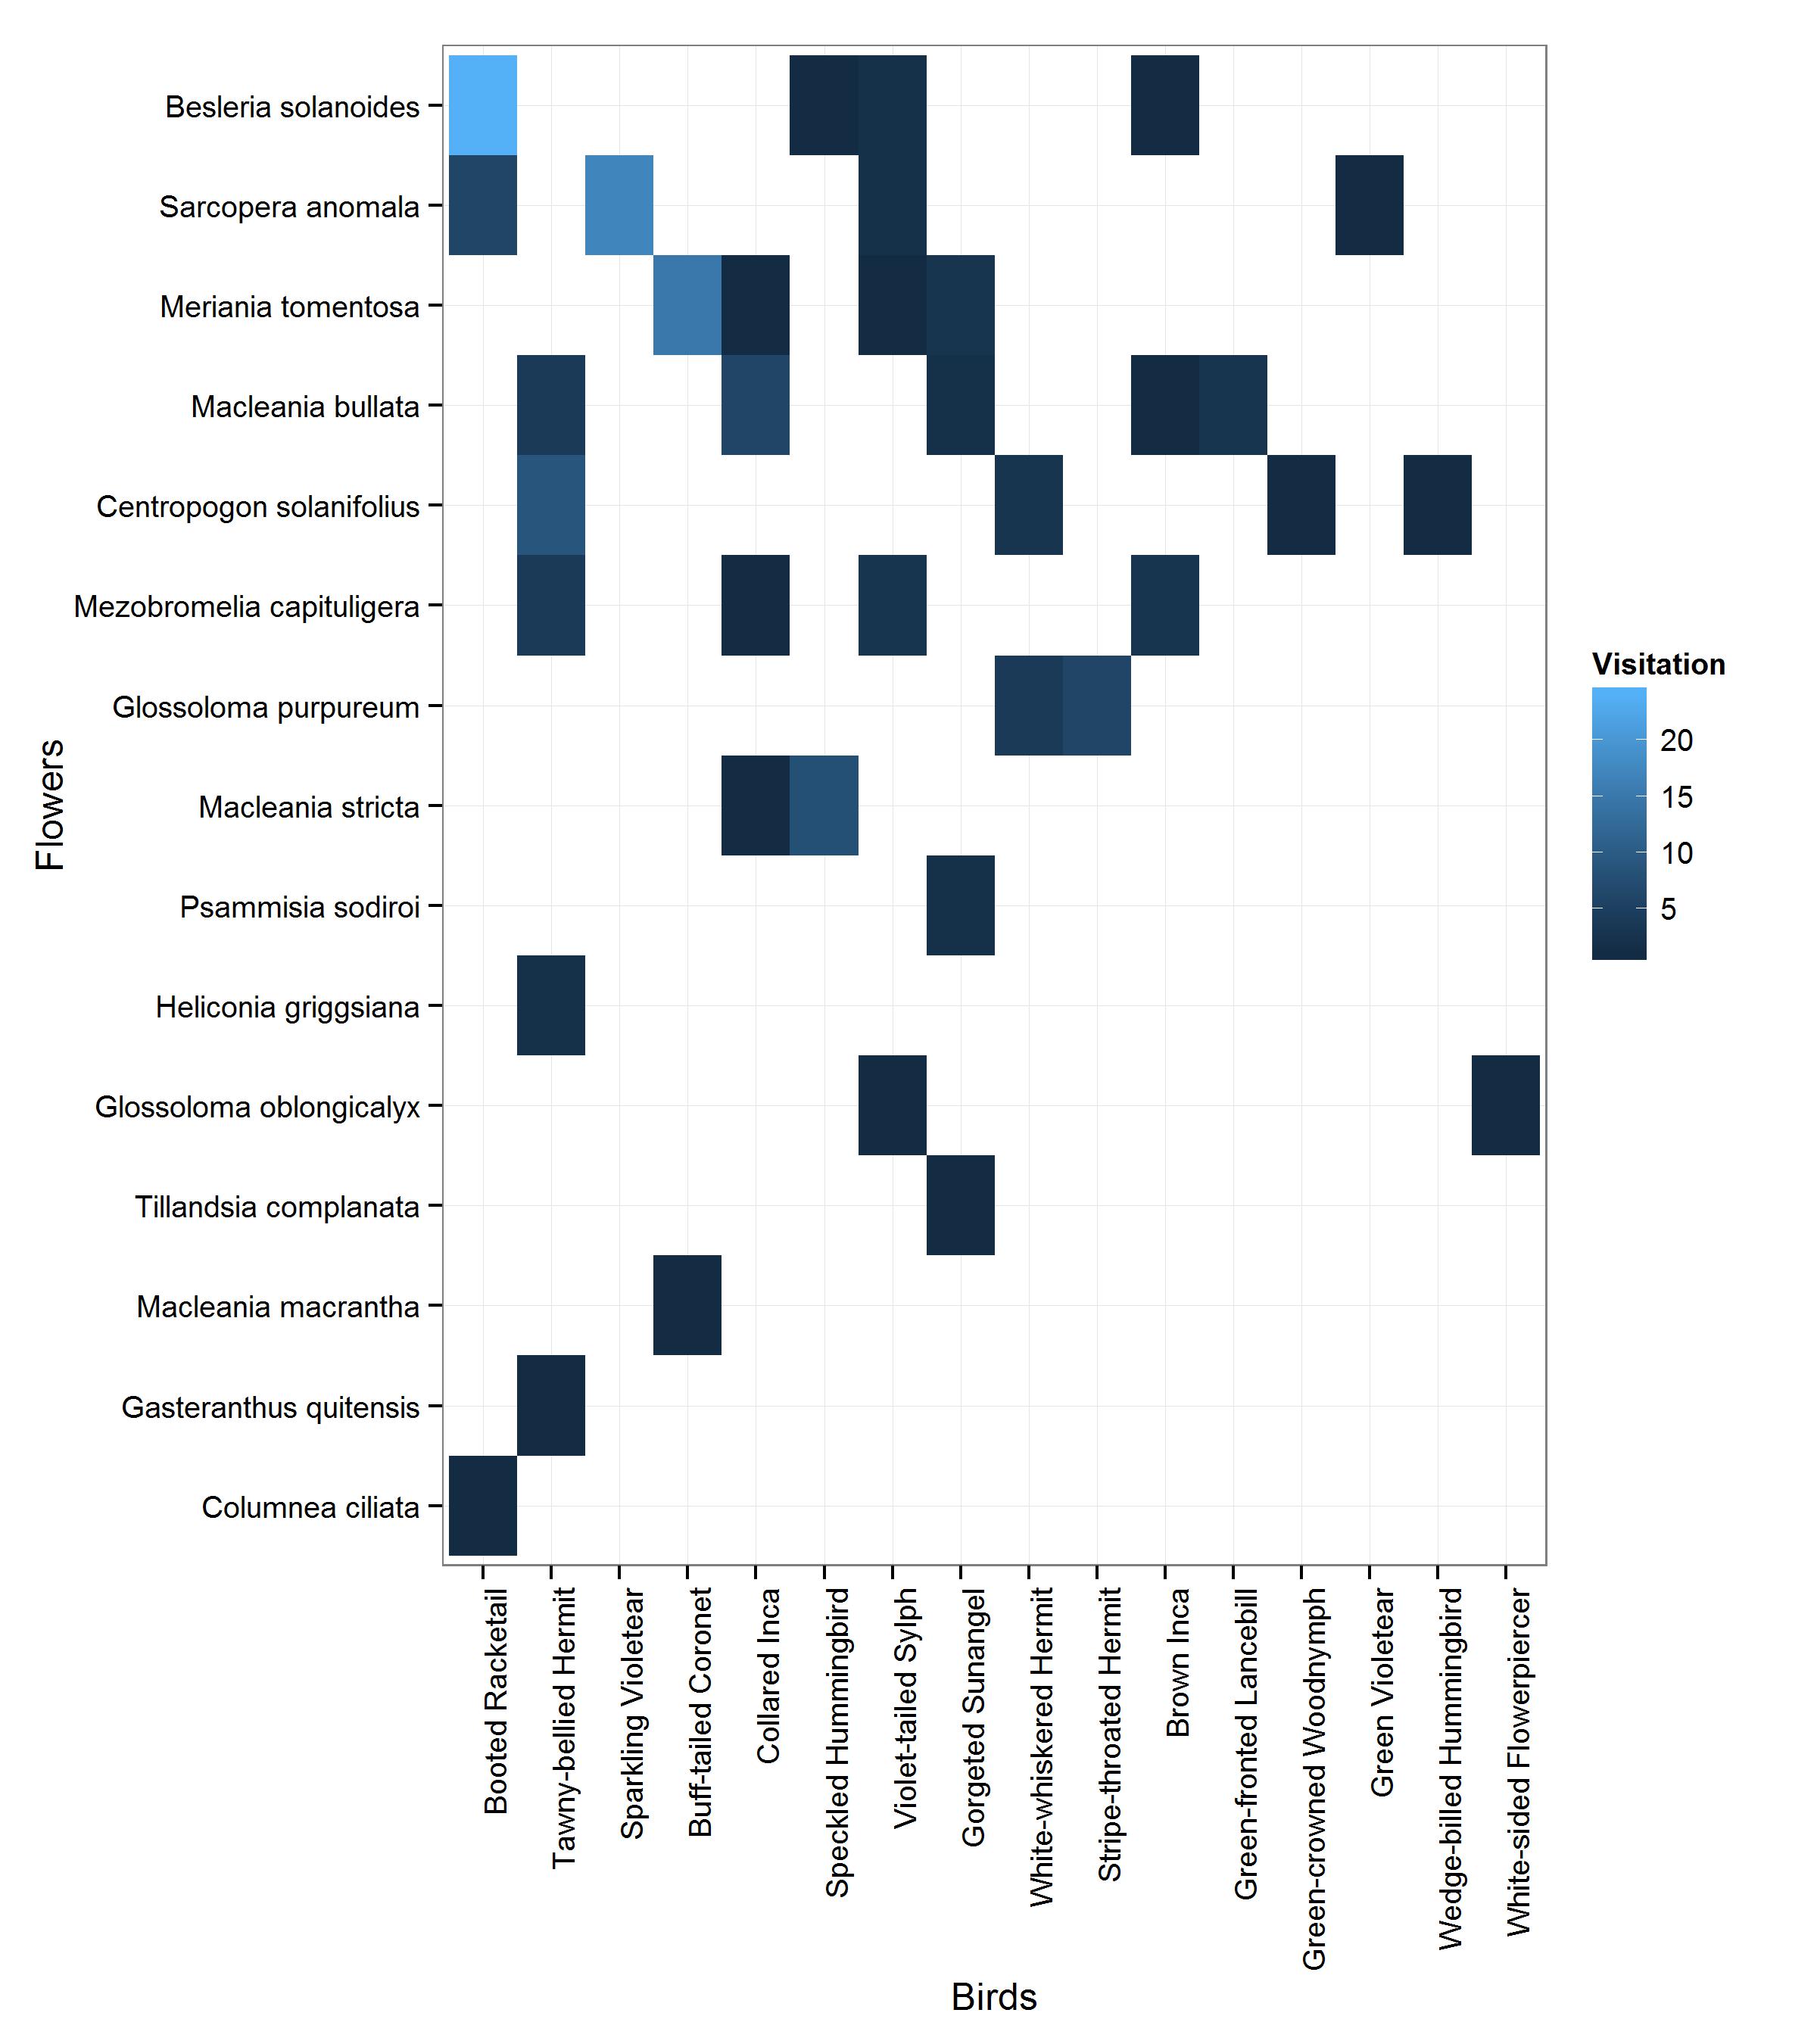 Besleria solanoides
Sarcopera anomala
Meriania tomentosa
Macleania bullata
Centropogon solanifolius
Mezobromelia capituligera
Glossoloma purpureum
Macleania stricta
Psammisia sodiroi
Heliconia griggsiana
Glossoloma oblongicalyx
Tillandsia complanata
Macleania macrantha
Gasteranthus quitensis
Columnea ciliata
Flowers
Booted Racketail
Tawny-bellied Hermit
Sparkling Violetear
Buff-tailed Coronet
Collared Inca
Speckled Hummingbird
Violet-tailed Sylph
Gorgeted Sunangel
White-whiskered Hermit
Stripe-throated Hermit
Brown Inca
Green-fronted Lancebill
Green-crowned Woodnymph
Green Violetear
Wedge-billed Hummingbird
White-sided Flowerpiercer
Birds
Visitation
20
15
10
5